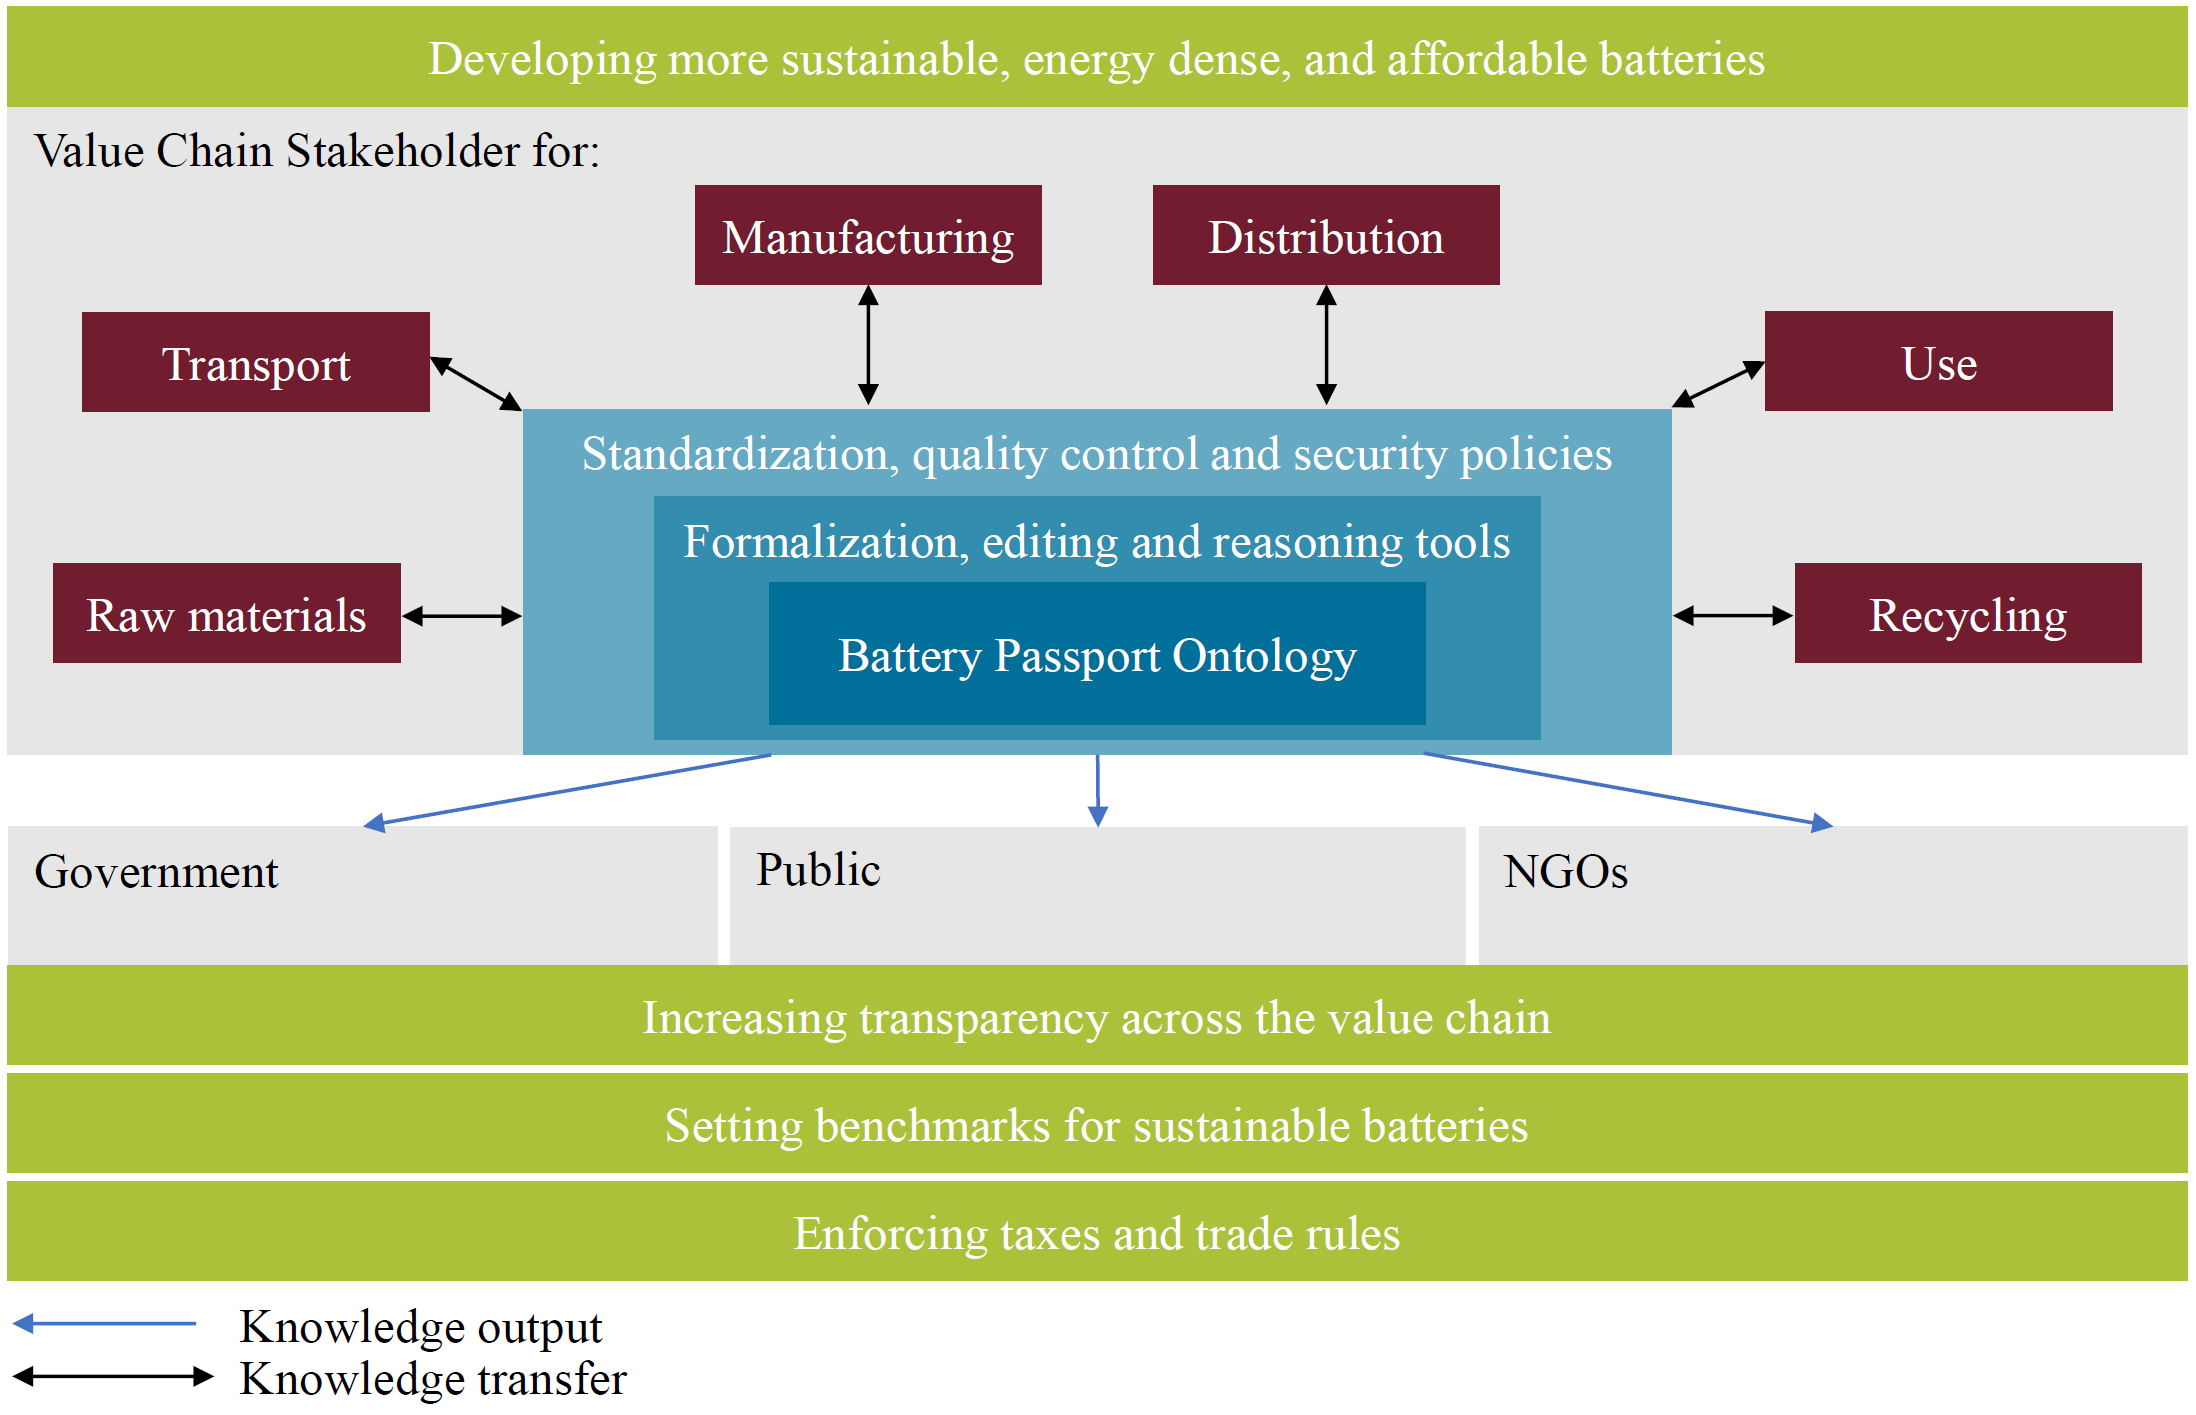 Developing more sustainable, energy dense, and affordable batteries
Value Chain Stakeholder for:
Manufacturing
Distribution
Transport
Use
Standardization, quality control and security policies
Formalization, editing and reasoning tools
Raw materials
Battery Passport Ontology
Recycling
Government
Public
NGOs
Increasing transparency across the value chain
Setting benchmarks for sustainable batteries
Enforcing taxes and trade rules
Knowledge output
Knowledge transfer